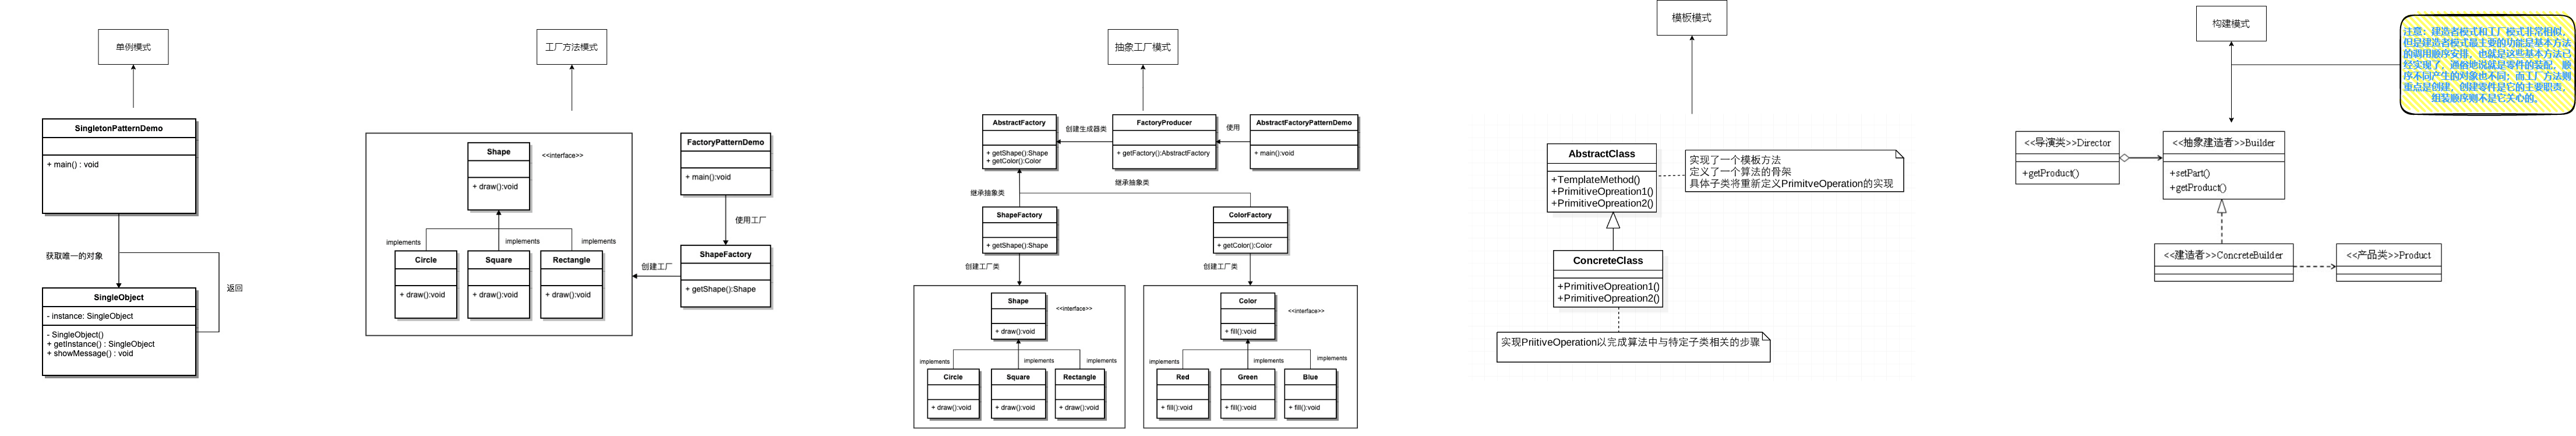 单例模式
SingletonPatternDemo
+ main() : void
获取唯一的对象
返回
SingleObject
- instance: SingleObject
- SingleObject()
+ getInstance() : SingleObject
+ showMessage() : void
工厂方法模式
Shape
<<interface>>
+ draw():void
implements
implements
implements
Circle
+ draw():void
Square
+ draw():void
Rectangle
+ draw():void
FactoryPatternDemo
+ main():void
使用工厂
创建工厂
ShapeFactory
+ getShape():Shape
抽象工厂模式
AbstractFactory
+ getShape():Shape
+ getColor():Color
创建生成器类
FactoryProducer
+ getFactory():AbstractFactory
使用
AbstractFactoryPatternDemo
+ main():void
继承抽象类
继承抽象类
ShapeFactory
+ getShape():Shape
ColorFactory
+ getColor():Color
创建工厂类
创建工厂类
Shape
<<interface>>
+ draw():void
implements
implements
implements
Circle
+ draw():void
Square
+ draw():void
Rectangle
+ draw():void
Color
<<interface>>
+ fill():void
implements
implements
implements
Red
+ fill():void
Green
+ fill():void
Blue
+ fill():void
模板模式
AbstractClass
+TemplateMethod()
+PrimitiveOpreation1()
+PrimitiveOpreation2()
实现了一个模板方法
定义了一个算法的骨架
具体子类将重新定义PrimitveOperation的实现
ConcreteClass
+PrimitiveOpreation1()
+PrimitiveOpreation2()
实现PriitiveOperation以完成算法中与特定子类相关的步骤
构建模式
注意：建造者模式和工厂模式非常相似，
但是建造者模式最主要的功能是基本方法
的调用顺序安排，也就是这些基本方法已
经实现了，通俗地说就是零件的装配，顺
序不同产生的对象也不同；而工厂方法则
重点是创建，创建零件是它的主要职责，
组装顺序则不是它关心的。
<<导演类>>Director
+getProduct()
<<抽象建造者>>Builder
+setPart()
+getProduct()
<<建造者>>ConcreteBuilder
<<产品类>>Product